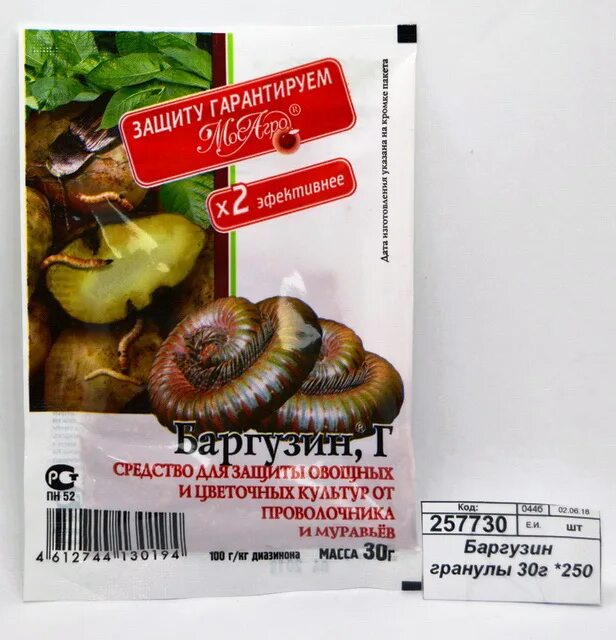 ЗАЩИТУ ГАРАНТИРУЕМ
МосАгро®
x2 эфективнее
Дата изготовления указана на кромке пакета
Баргузин, Г
®
СРЕДСТВО ДЛЯ ЗАЩИТЫ ОВОЩНЫХ
И ЦВЕТОЧНЫХ КУЛЬТУР ОТ
ПРОВОЛОЧНИКА
И МУРАВЬЁВ
ПН 52
4 612744 130194
100 г/кг диазинона МАССА 30г
Код: 0446 02.06.16
257730 Е.И. шт
Баргузин
гранулы 30г *250